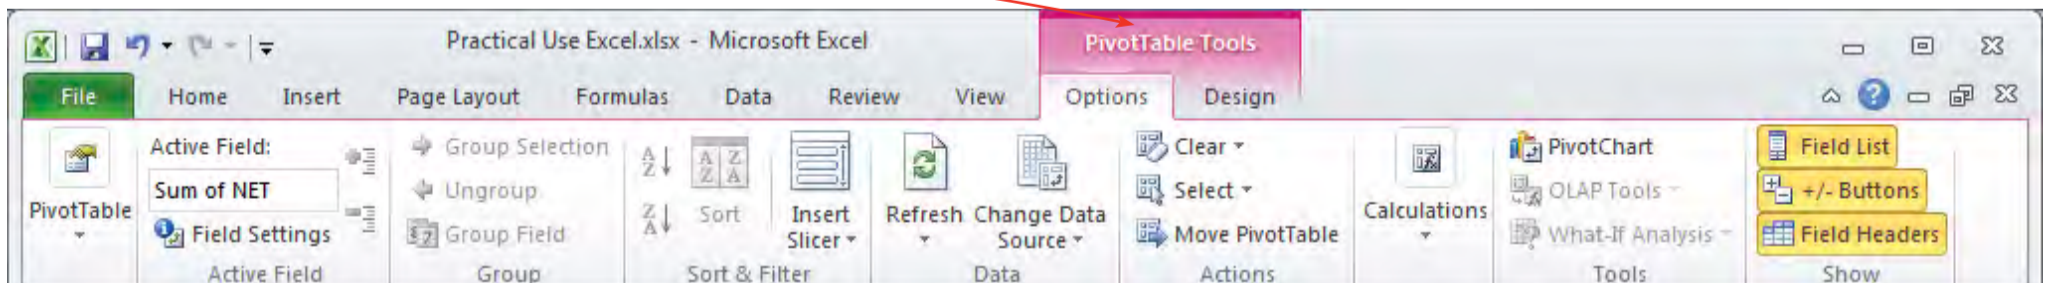 Practical Use Excel.xlsx - Microsoft Excel
PivotTable Tools
File Home Insert Page Layout Formulas Data Review View Options Design
PivotTable
Active Field:
Sum of NET
Field Settings
Active Field
Group Selection
Ungroup
Group Field
Group
Sort
Insert
Slicer
Sort & Filter
Refresh
Change Data
Source
Data
Clear
Select
Move PivotTable
Actions
Calculations
PivotChart
OLAP Tools
What-If Analysis
Tools
Field List
+/- Buttons
Field Headers
Show